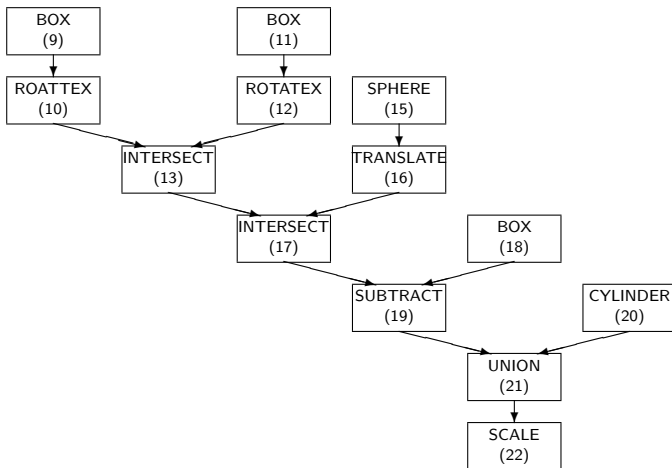 BOX
(9)
BOX
(11)
ROATTEX
(10)
ROTATEX
(12)
SPHERE
(15)
INTERSECT
(13)
TRANSLATE
(16)
INTERSECT
(17)
BOX
(18)
SUBTRACT
(19)
CYLINDER
(20)
UNION
(21)
SCALE
(22)